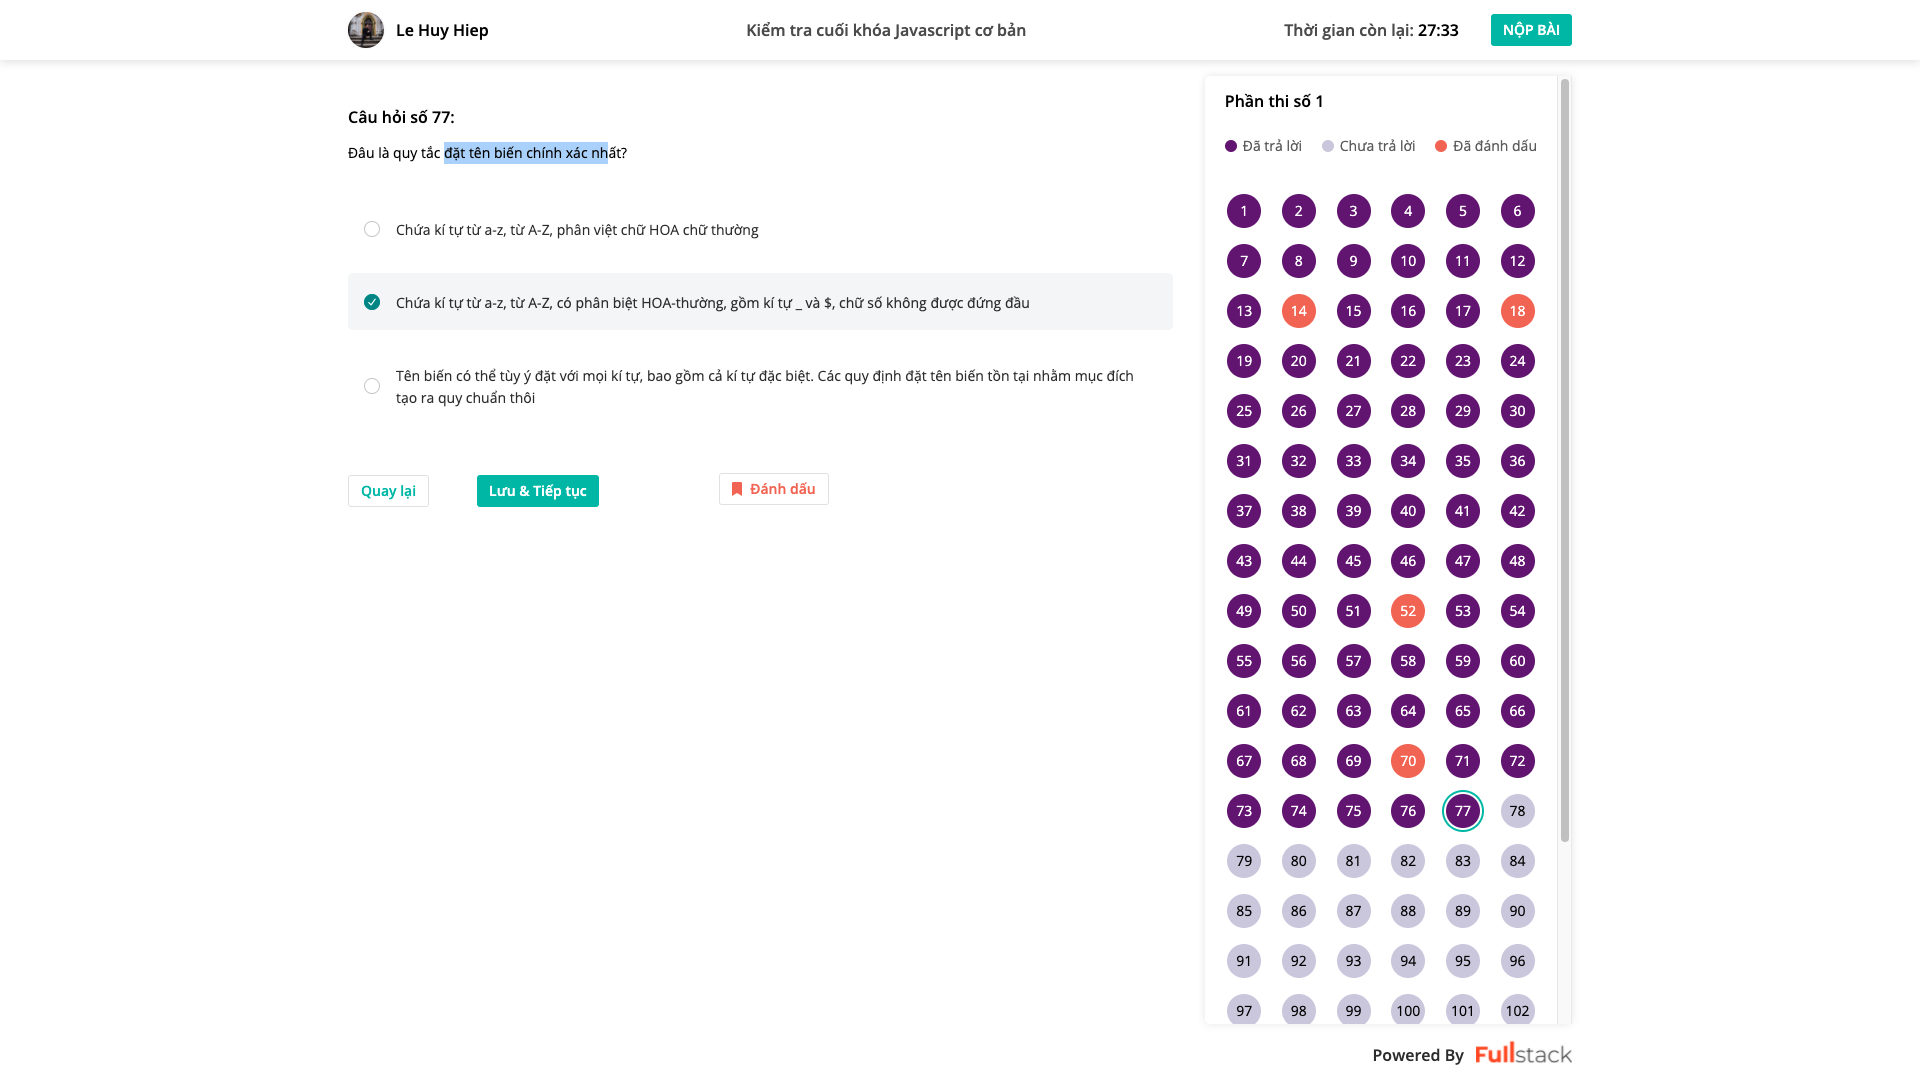 Le Huy Hiep
Kiểm tra cuối khóa Javascript cơ bản
Thời gian còn lại: 27:33
NỘP BÀI
Câu hỏi số 77:
Đâu là quy tắc đặt tên biến chính xác nhất?
Chứa kí tự từ a-z, từ A-Z, phân việt chữ HOA chữ thường
Chứa kí tự từ a-z, từ A-Z, có phân biệt HOA-thường, gồm kí tự _ và $, chữ số không được đứng đầu
Tên biến có thể tùy ý đặt với mọi kí tự, bao gồm cả kí tự đặc biệt. Các quy định đặt tên biến tồn tại nhằm mục đích
tạo ra quy chuẩn thôi
Quay lại
Lưu & Tiếp tục
Đánh dấu
Phần thi số 1
Đã trả lời
Chưa trả lời
Đã đánh dấu
1 2 3 4 5 6
7 8 9 10 11 12
13 14 15 16 17 18
19 20 21 22 23 24
25 26 27 28 29 30
31 32 33 34 35 36
37 38 39 40 41 42
43 44 45 46 47 48
49 50 51 52 53 54
55 56 57 58 59 60
61 62 63 64 65 66
67 68 69 70 71 72
73 74 75 76 77 78
79 80 81 82 83 84
85 86 87 88 89 90
91 92 93 94 95 96
97 98 99 100 101 102
Powered By Fullstack